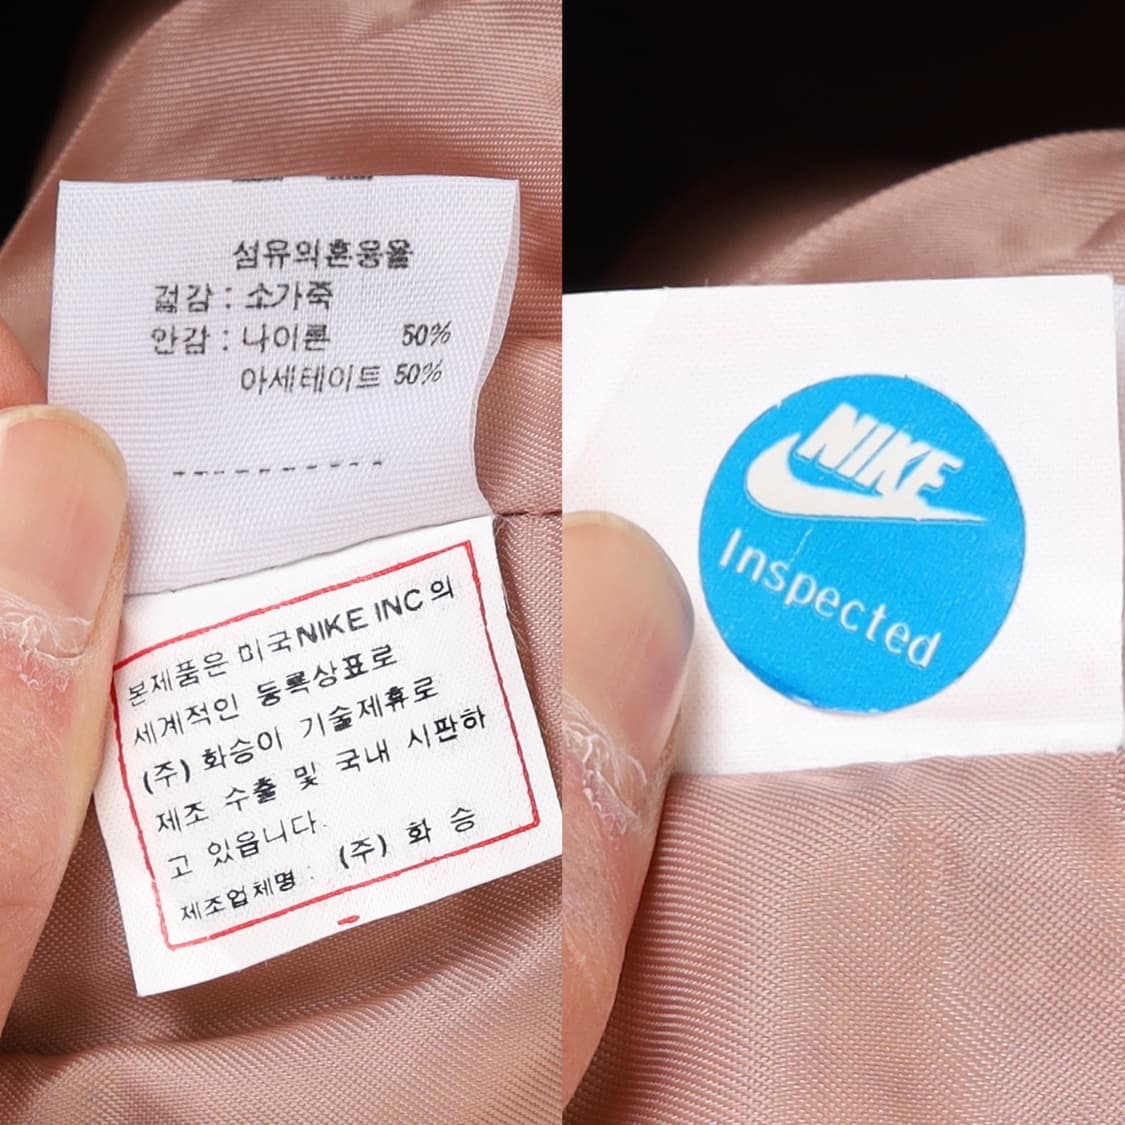 섬유의혼용율
겉감 : 소가죽
안감 : 나이론 50%
아세테이트 50%
본제품은 미국 NIKE INC 의
세계적인 등록상표로
(주) 화승이 기술제휴로
제조 수출 및 국내 시판하
고 있읍니다.
제조업체명 : (주) 화 승
NIKE
Inspected